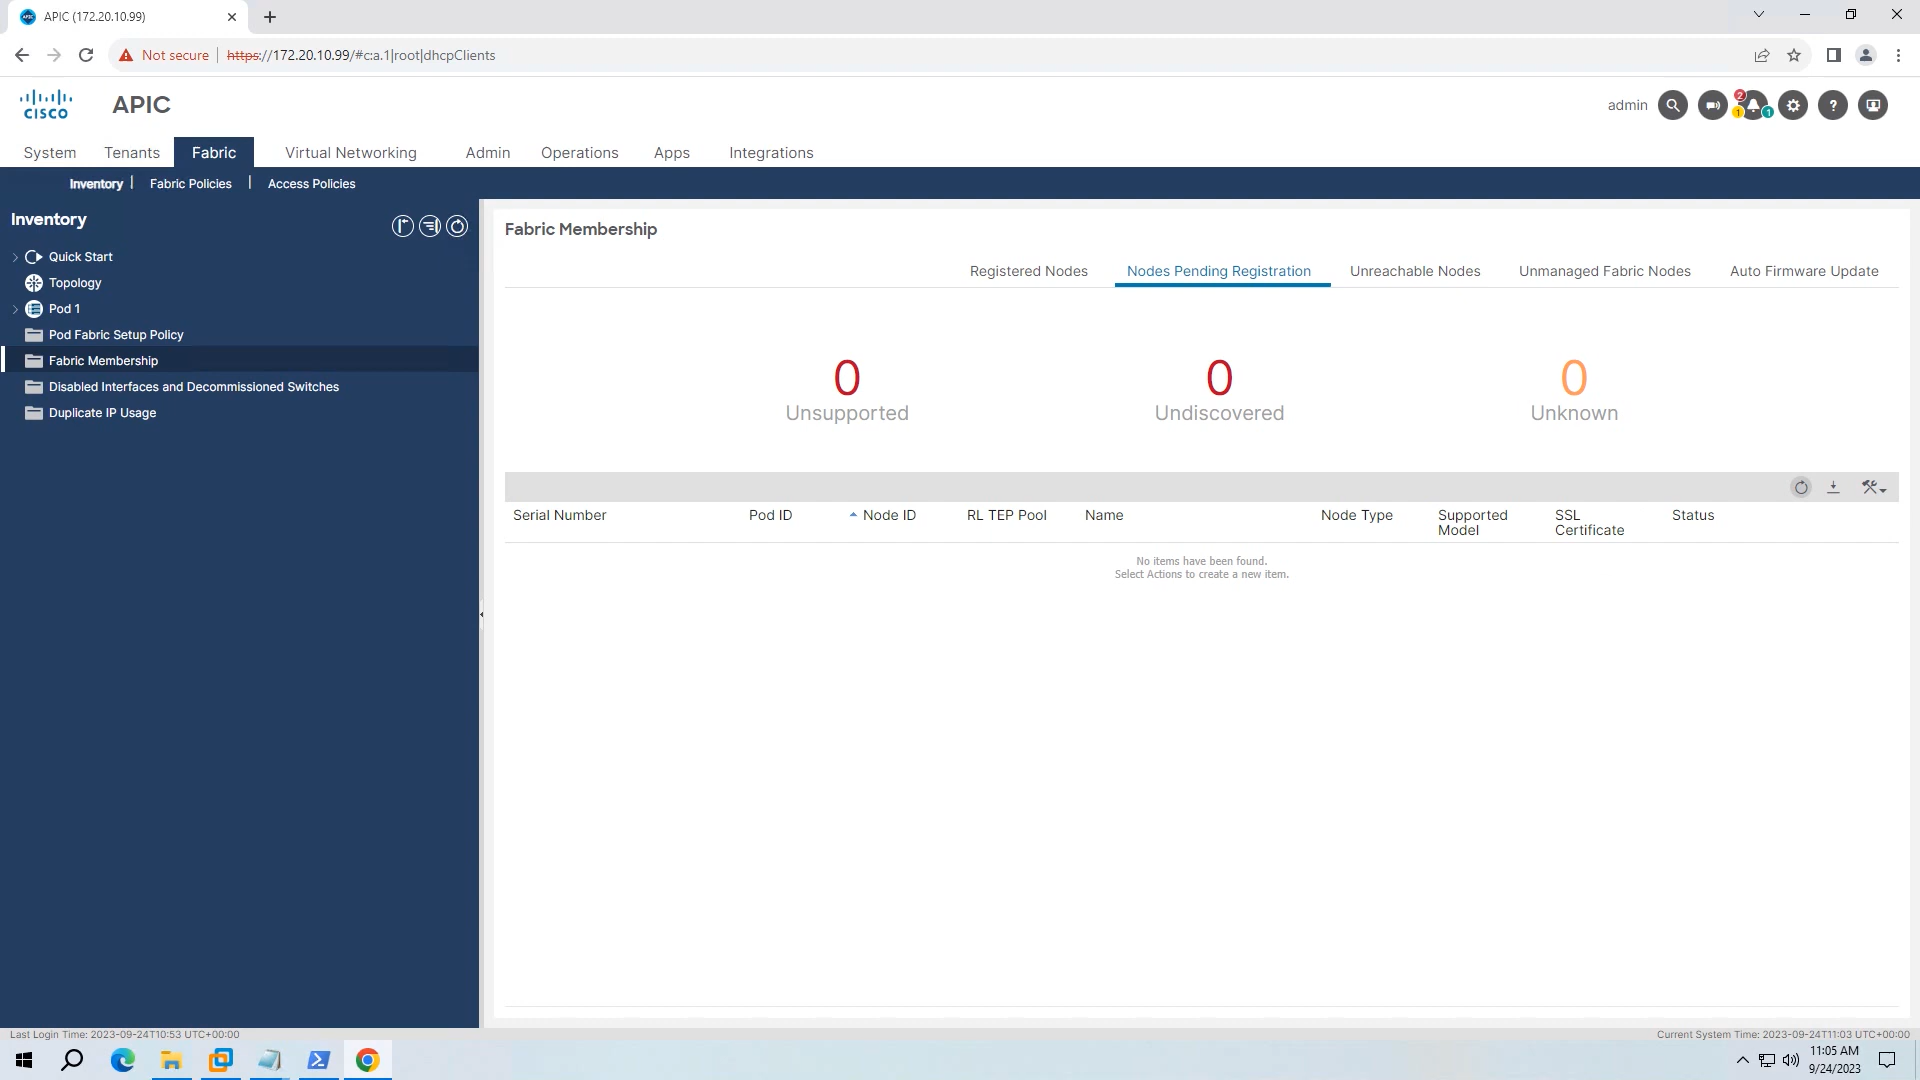 APIC (172.20.10.99)
Not secure
https://172.20.10.99/#c:a.1|root|dhcpClients
CISCO
APIC
admin
2
1
1
?
System
Tenants
Fabric
Virtual Networking
Admin
Operations
Apps
Integrations
Inventory | Fabric Policies | Access Policies
Inventory
Quick Start
Topology
Pod 1
Pod Fabric Setup Policy
Fabric Membership
Disabled Interfaces and Decommissioned Switches
Duplicate IP Usage
Fabric Membership
Registered Nodes
Nodes Pending Registration
Unreachable Nodes
Unmanaged Fabric Nodes
Auto Firmware Update
0
Unsupported
0
Undiscovered
0
Unknown
Serial Number
Pod ID
Node ID
RL TEP Pool
Name
Node Type
Supported
Model
SSL
Certificate
Status
No items have been found.
Select Actions to create a new item.
Last Login Time: 2023-09-24T10:53 UTC+00:00
Current System Time: 2023-09-24T11:03 UTC+00:00
11:05 AM
9/24/2023